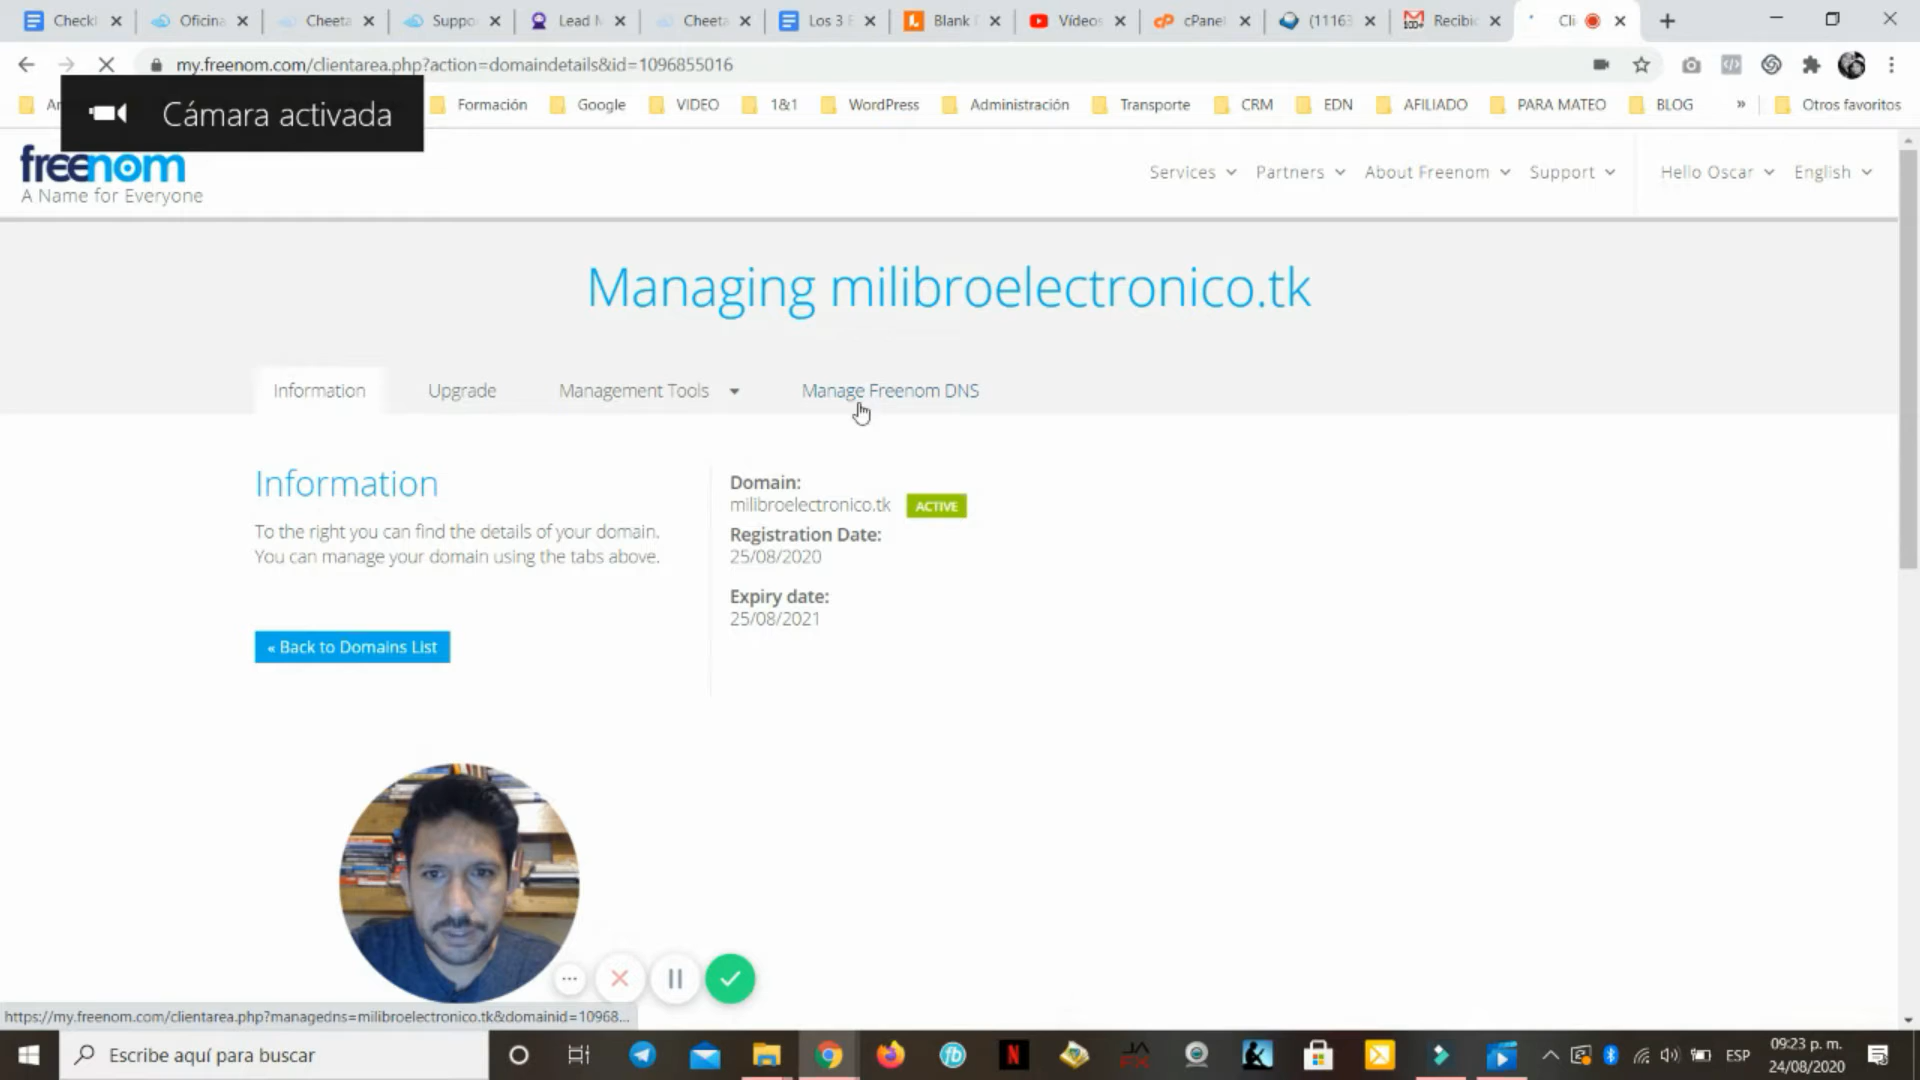 Checkl
Oficina
Cheeta
Suppo
Lead M
Cheeta
Los 3 F
Blank
Vídeos
cPanel
(11163
Recibid
Cli
my.freenom.com/clientarea.php?action=domaindetails&id=1096855016
Formación
Google
VIDEO
1&1
WordPress
Administración
Transporte
CRM
EDN
AFILIADO
PARA MATEO
BLOG
»
Otros favoritos
Cámara activada
freenom
A Name for Everyone
Services
Partners
About Freenom
Support
Hello Oscar
English
Managing milibroelectronico.tk
Information
Upgrade
Management Tools
Manage Freenom DNS
Information
To the right you can find the details of your domain.
You can manage your domain using the tabs above.
« Back to Domains List
Domain:
milibroelectronico.tk ACTIVE
Registration Date:
25/08/2020
Expiry date:
25/08/2021
https://my.freenom.com/clientarea.php?managedns=milibroelectronico.tk&domainid=10968...
Escribe aquí para buscar
ESP
09:23 p. m.
24/08/2020